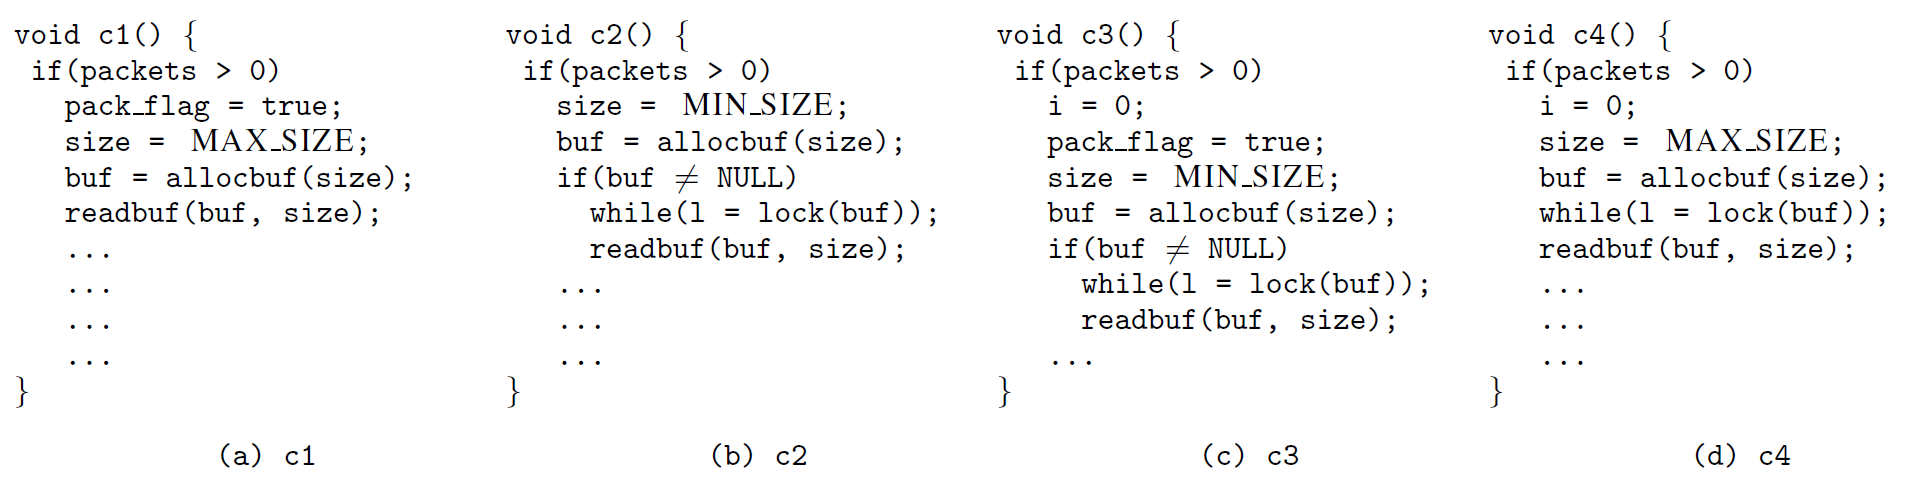 void c1() {
if(packets > 0)
pack_flag = true;
size = MAX_SIZE;
buf = allocbuf(size);
readbuf(buf, size);
...
...
...
...
}
(a) c1
void c2() {
if(packets > 0)
size = MIN_SIZE;
buf = allocbuf(size);
if(buf ≠ NULL)
while(l = lock(buf));
readbuf(buf, size);
...
...
...
}
(b) c2
void c3() {
if(packets > 0)
i = 0;
pack_flag = true;
size = MIN_SIZE;
buf = allocbuf(size);
if(buf ≠ NULL)
while(l = lock(buf));
readbuf(buf, size);
...
}
(c) c3
void c4() {
if(packets > 0)
i = 0;
size = MAX_SIZE;
buf = allocbuf(size);
while(l = lock(buf));
readbuf(buf, size);
...
...
...
}
(d) c4